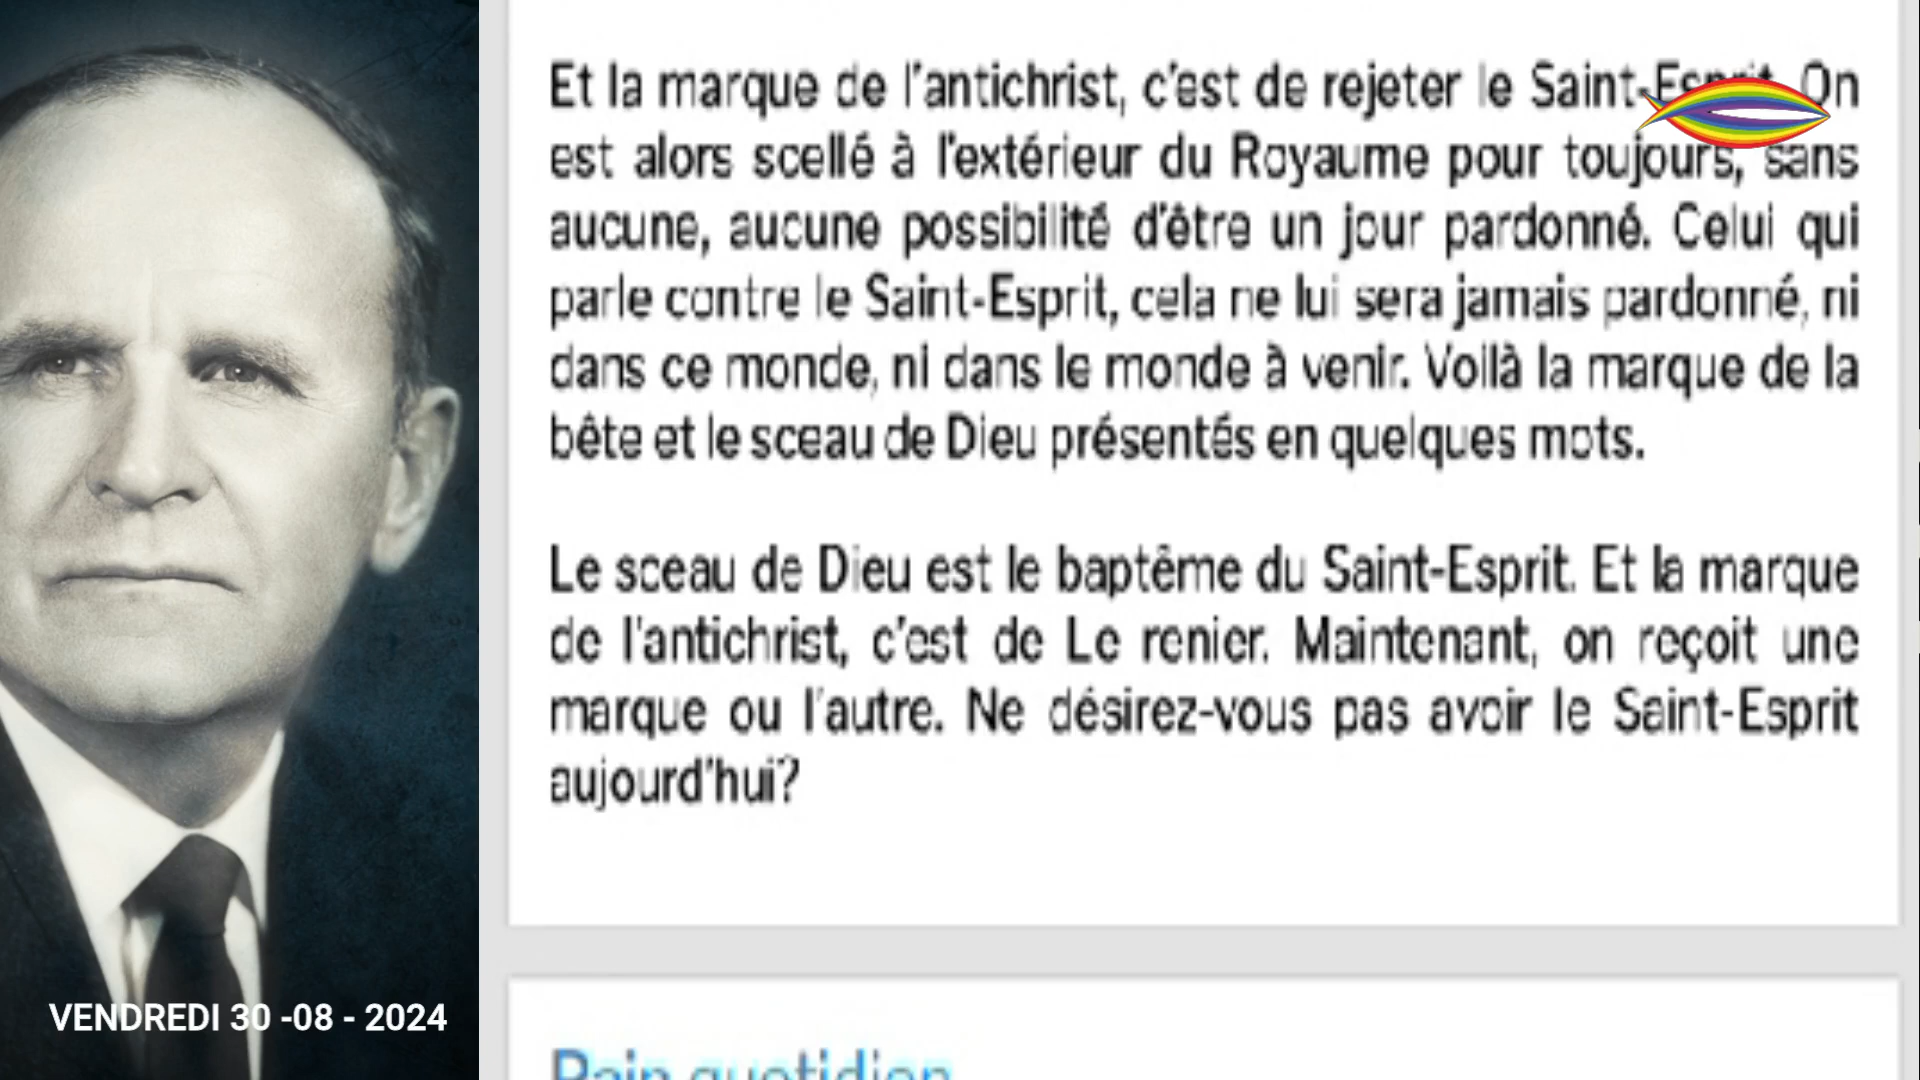 Et la marque de l'antichrist, c'est de rejeter le Saint-Esprit. On
est alors scellé à l'extérieur du Royaume pour toujours, sans
aucune, aucune possibilité d'être un jour pardonné. Celui qui
parle contre le Saint-Esprit, cela ne lui sera jamais pardonné, ni
dans ce monde, ni dans le monde à venir. Voilà la marque de la
bête et le sceau de Dieu présentés en quelques mots.
Le sceau de Dieu est le baptême du Saint-Esprit. Et la marque
de l'antichrist, c'est de Le renier. Maintenant, on reçoit une
marque ou l'autre. Ne désirez-vous pas avoir le Saint-Esprit
aujourd'hui?
Pain quotidien
VENDREDI 30 -08 - 2024